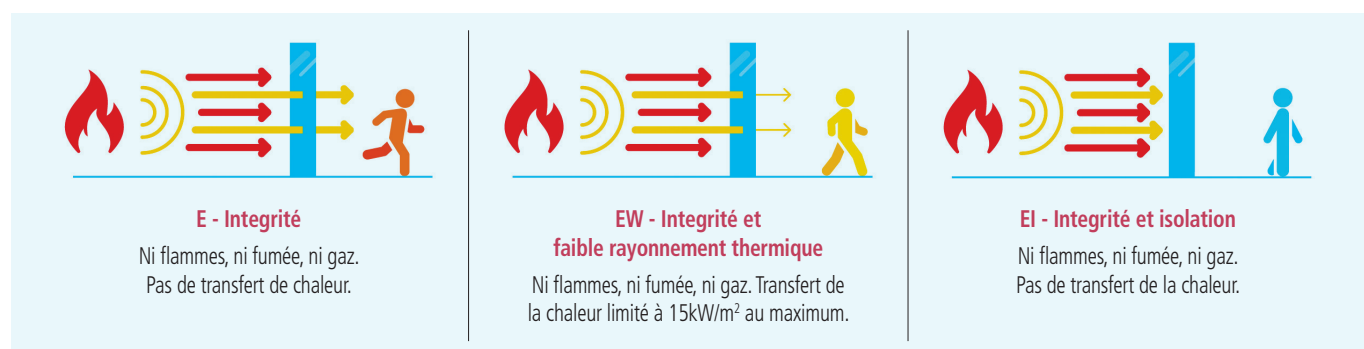 E - Integrité
Ni flammes, ni fumée, ni gaz.
Pas de transfert de chaleur.
EW - Integrité et
faible rayonnement thermique
Ni flammes, ni fumée, ni gaz. Transfert de
la chaleur limité à 15kW/m² au maximum.
EI - Integrité et isolation
Ni flammes, ni fumée, ni gaz.
Pas de transfert de la chaleur.